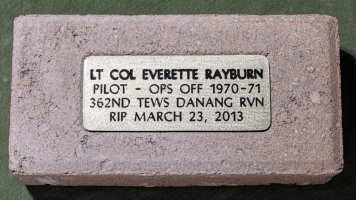 LT COL EVERETTE RAYBURN
PILOT - OPS OFF 1970-71
362ND TEWS DANANG RVN
RIP MARCH 23, 2013